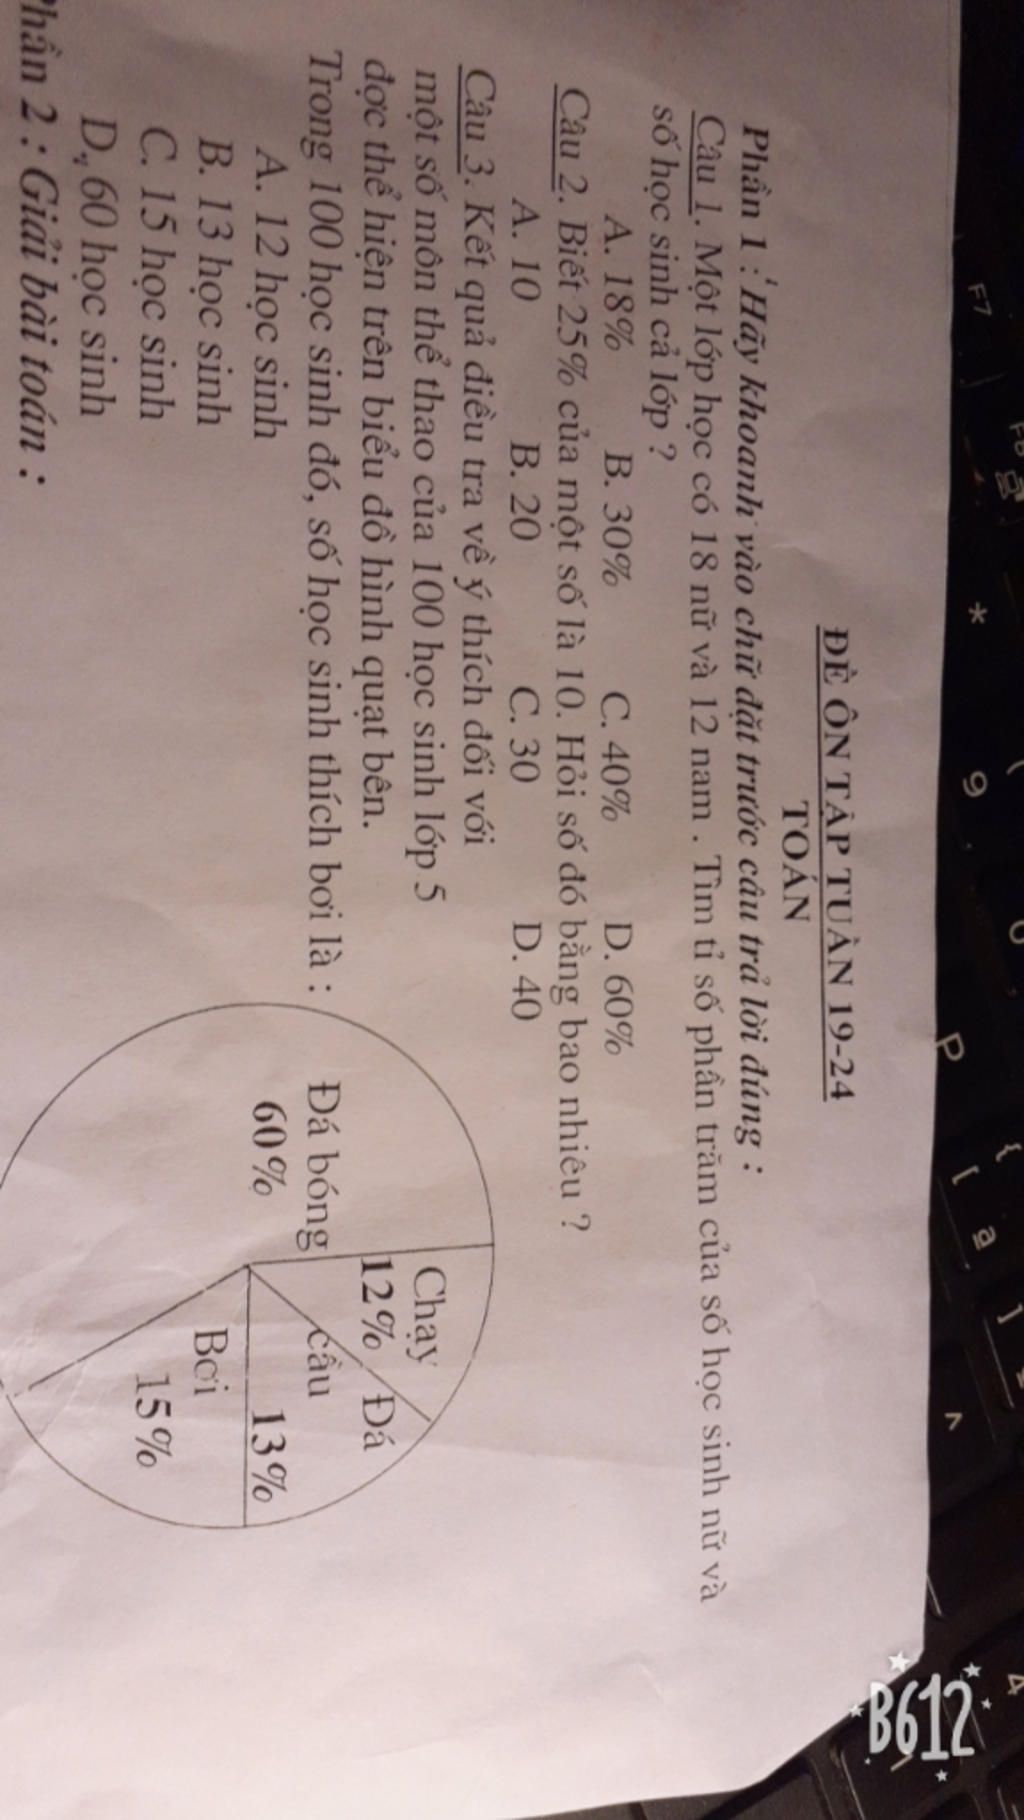 ĐỀ ÔN TẬP TUẦN 19-24
TOÁN
Phần 1 : Hãy khoanh vào chữ đặt trước câu trả lời đúng :
Câu 1. Một lớp học có 18 nữ và 12 nam . Tìm tỉ số phần trăm của số học sinh nữ và
số học sinh cả lớp ?
A. 18% B. 30% C. 40% D. 60%
Câu 2. Biết 25% của một số là 10. Hỏi số đó bằng bao nhiêu ?
A. 10 B. 20 C. 30 D. 40
Câu 3. Kết quả điều tra về ý thích đối với
một số môn thể thao của 100 học sinh lớp 5
đợc thể hiện trên biểu đồ hình quạt bên.
Trong 100 học sinh đó, số học sinh thích bơi là :
A. 12 học sinh
B. 13 học sinh
C. 15 học sinh
D. 60 học sinh
Chạy
12% Đá
Đá bóng cầu
60% 13%
Bơi
15%
Phần 2 : Giải bài toán :
F7
F8
*
(
9
P
{
[
ª
]
^
4
B612